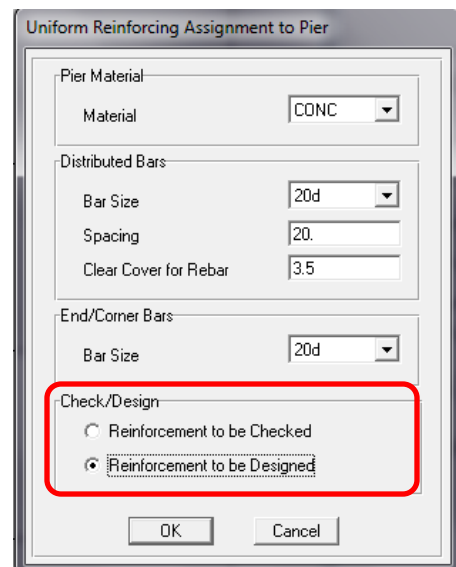 Uniform Reinforcing Assignment to Pier
Pier Material
Material CONC
Distributed Bars
Bar Size 20d
Spacing 20.
Clear Cover for Rebar 3.5
End/Corner Bars
Bar Size 20d
Check/Design
Reinforcement to be Checked
Reinforcement to be Designed
OK Cancel